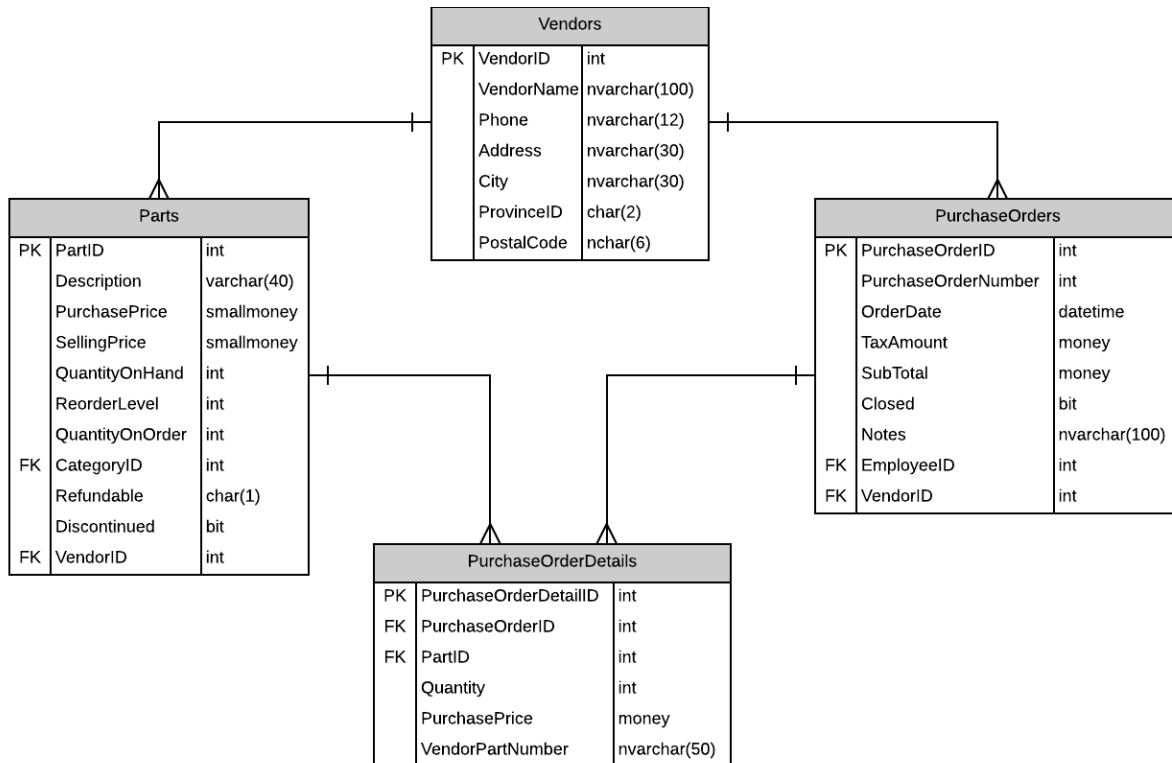 Vendors
PK VendorID int
VendorName nvarchar(100)
Phone nvarchar(12)
Address nvarchar(30)
City nvarchar(30)
ProvinceID char(2)
PostalCode nchar(6)
Parts
PK PartID int
Description varchar(40)
PurchasePrice smallmoney
SellingPrice smallmoney
QuantityOnHand int
ReorderLevel int
QuantityOnOrder int
FK CategoryID int
Refundable char(1)
Discontinued bit
FK VendorID int
PurchaseOrders
PK PurchaseOrderID int
PurchaseOrderNumber int
OrderDate datetime
TaxAmount money
SubTotal money
Closed bit
Notes nvarchar(100)
FK EmployeeID int
FK VendorID int
PurchaseOrderDetails
PK PurchaseOrderDetailID int
FK PurchaseOrderID int
FK PartID int
Quantity int
PurchasePrice money
VendorPartNumber nvarchar(50)